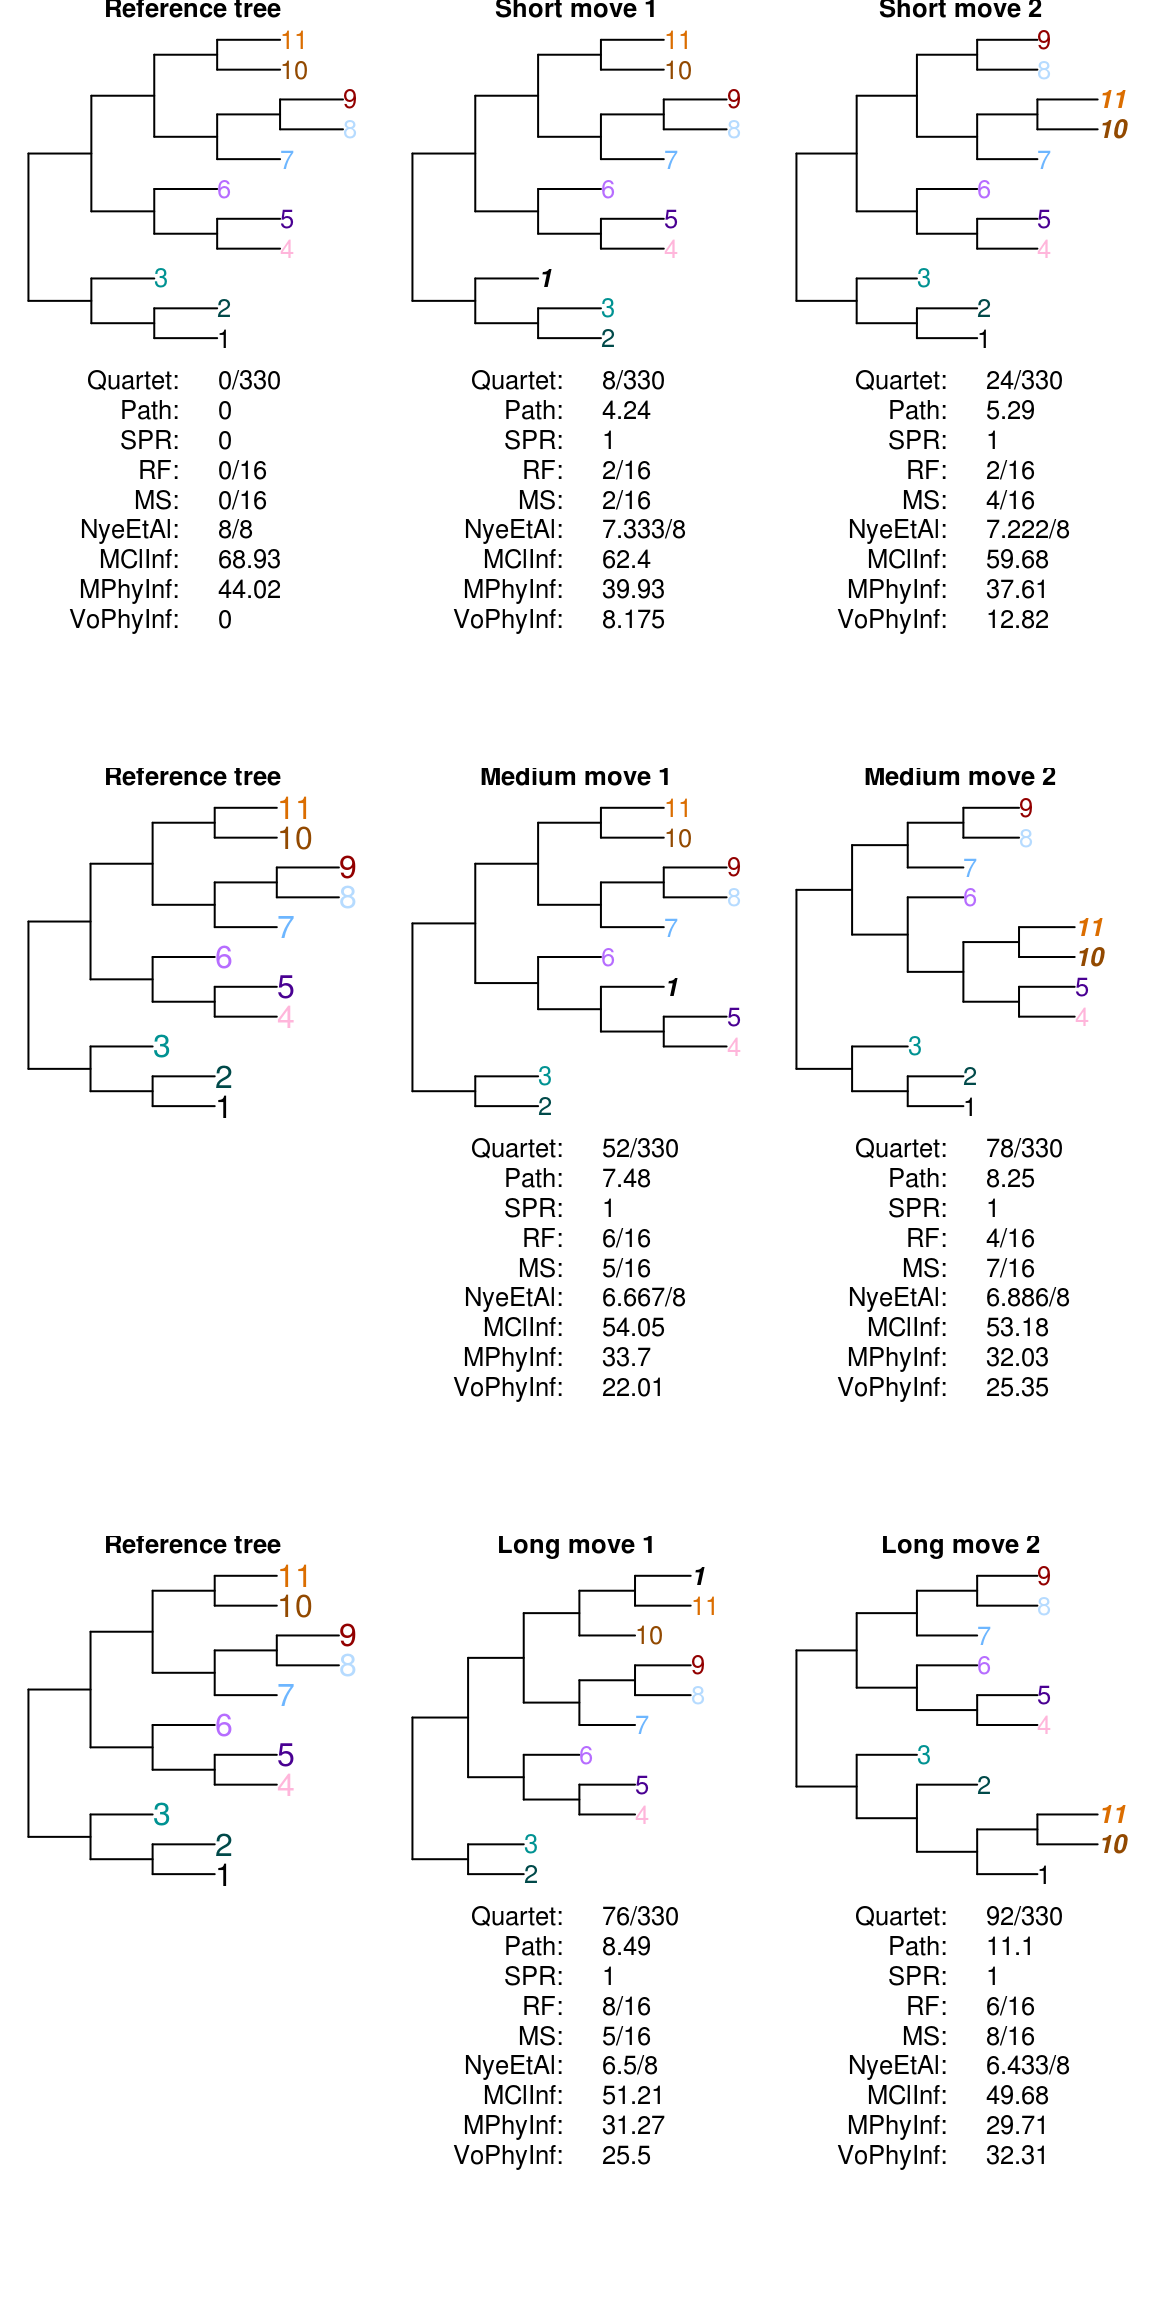 Reference tree
11
10
9
8
7
6
5
4
3
2
1
Quartet: 0/330
Path: 0
SPR: 0
RF: 0/16
MS: 0/16
NyeEtAl: 8/8
MClInf: 68.93
MPhyInf: 44.02
VoPhyInf: 0
Short move 1
11
10
9
8
7
6
5
4
1
3
2
Quartet: 8/330
Path: 4.24
SPR: 1
RF: 2/16
MS: 2/16
NyeEtAl: 7.333/8
MClInf: 62.4
MPhyInf: 39.93
VoPhyInf: 8.175
Short move 2
9
8
11
10
7
6
5
4
3
2
1
Quartet: 24/330
Path: 5.29
SPR: 1
RF: 2/16
MS: 4/16
NyeEtAl: 7.222/8
MClInf: 59.68
MPhyInf: 37.61
VoPhyInf: 12.82
Reference tree
11
10
9
8
7
6
5
4
3
2
1
Medium move 1
11
10
9
8
7
6
1
5
4
3
2
Quartet: 52/330
Path: 7.48
SPR: 1
RF: 6/16
MS: 5/16
NyeEtAl: 6.667/8
MClInf: 54.05
MPhyInf: 33.7
VoPhyInf: 22.01
Medium move 2
9
8
7
6
11
10
5
4
3
2
1
Quartet: 78/330
Path: 8.25
SPR: 1
RF: 4/16
MS: 7/16
NyeEtAl: 6.886/8
MClInf: 53.18
MPhyInf: 32.03
VoPhyInf: 25.35
Reference tree
11
10
9
8
7
6
5
4
3
2
1
Long move 1
1
11
10
9
8
7
6
5
4
3
2
Quartet: 76/330
Path: 8.49
SPR: 1
RF: 8/16
MS: 5/16
NyeEtAl: 6.5/8
MClInf: 51.21
MPhyInf: 31.27
VoPhyInf: 25.5
Long move 2
9
8
7
6
5
4
3
2
11
10
1
Quartet: 92/330
Path: 11.1
SPR: 1
RF: 6/16
MS: 8/16
NyeEtAl: 6.433/8
MClInf: 49.68
MPhyInf: 29.71
VoPhyInf: 32.31